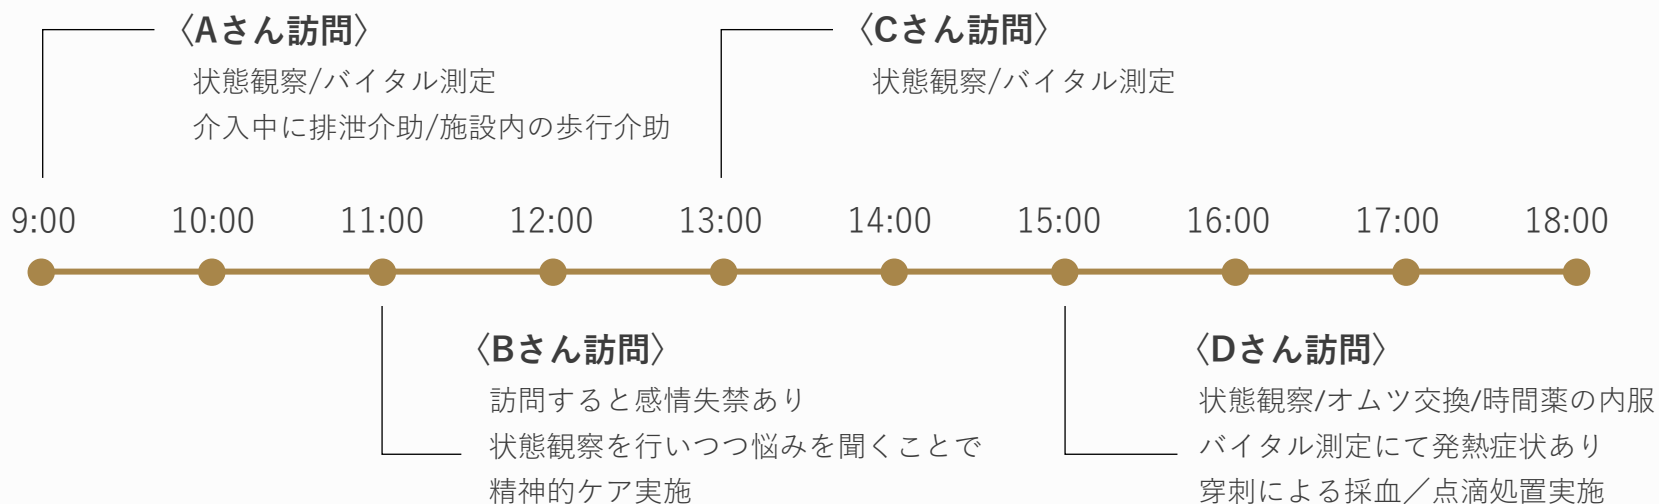 〈Aさん訪問〉
状態観察/バイタル測定
介入中に排泄介助/施設内の歩行介助
〈Cさん訪問〉
状態観察/バイタル測定
9:00 10:00 11:00 12:00 13:00 14:00 15:00 16:00 17:00 18:00
〈Bさん訪問〉
訪問すると感情失禁あり
状態観察を行いつつ悩みを聞くことで
精神的ケア実施
〈Dさん訪問〉
状態観察/オムツ交換/時間薬の内服
バイタル測定にて発熱症状あり
穿刺による採血／点滴処置実施